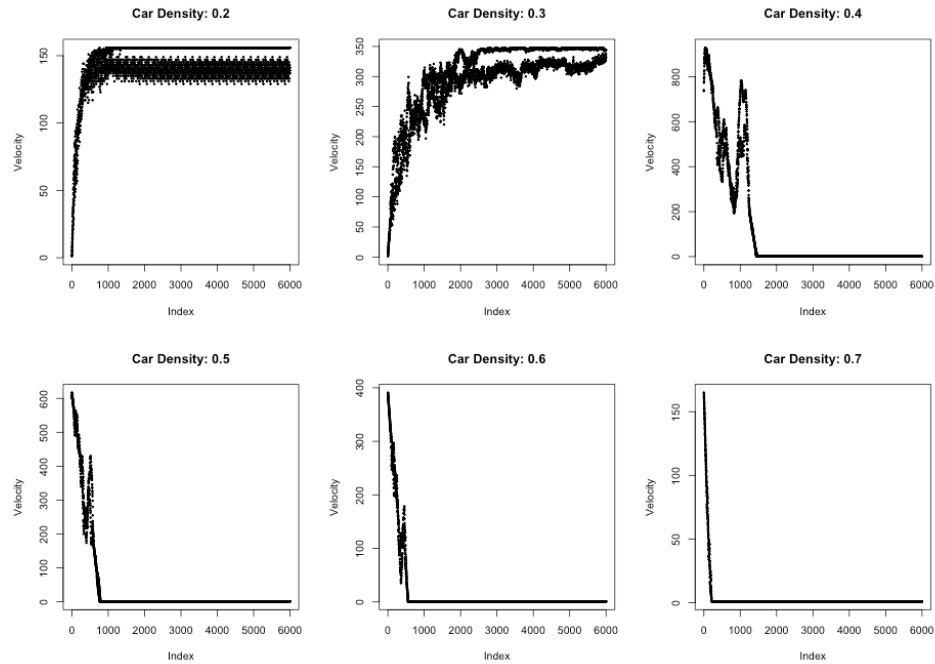 Car Density: 0.2
Velocity
0 50 100 150
0 1000 2000 3000 4000 5000 6000
Index
Car Density: 0.3
Velocity
0 50 100 150 200 250 300 350
0 1000 2000 3000 4000 5000 6000
Index
Car Density: 0.4
Velocity
0 200 400 600 800
0 1000 2000 3000 4000 5000 6000
Index
Car Density: 0.5
Velocity
0 100 200 300 400 500 600
0 1000 2000 3000 4000 5000 6000
Index
Car Density: 0.6
Velocity
0 100 200 300 400
0 1000 2000 3000 4000 5000 6000
Index
Car Density: 0.7
Velocity
0 50 100 150
0 1000 2000 3000 4000 5000 6000
Index